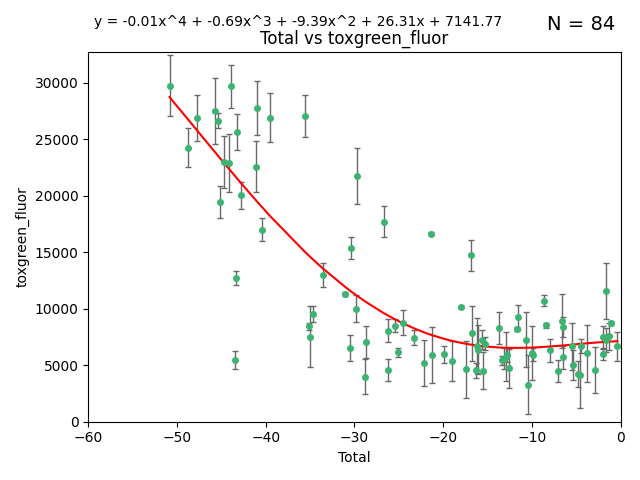 y = -0.01x^4 + -0.69x^3 + -9.39x^2 + 26.31x + 7141.77
N = 84
Total vs toxgreen_fluor
toxgreen_fluor
30000
25000
20000
15000
10000
5000
0
−60
−50
−40
−30
−20
−10
0
Total